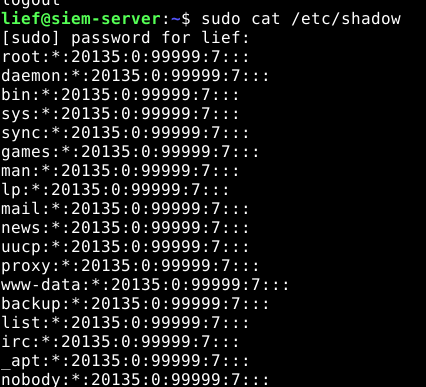 logout
lief@siem-server:~$ sudo cat /etc/shadow
[sudo] password for lief:
root:*:20135:0:99999:7:::
daemon:*:20135:0:99999:7:::
bin:*:20135:0:99999:7:::
sys:*:20135:0:99999:7:::
sync:*:20135:0:99999:7:::
games:*:20135:0:99999:7:::
man:*:20135:0:99999:7:::
lp:*:20135:0:99999:7:::
mail:*:20135:0:99999:7:::
news:*:20135:0:99999:7:::
uucp:*:20135:0:99999:7:::
proxy:*:20135:0:99999:7:::
www-data:*:20135:0:99999:7:::
backup:*:20135:0:99999:7:::
list:*:20135:0:99999:7:::
irc:*:20135:0:99999:7:::
_apt:*:20135:0:99999:7:::
nobody:*:20135:0:99999:7:::